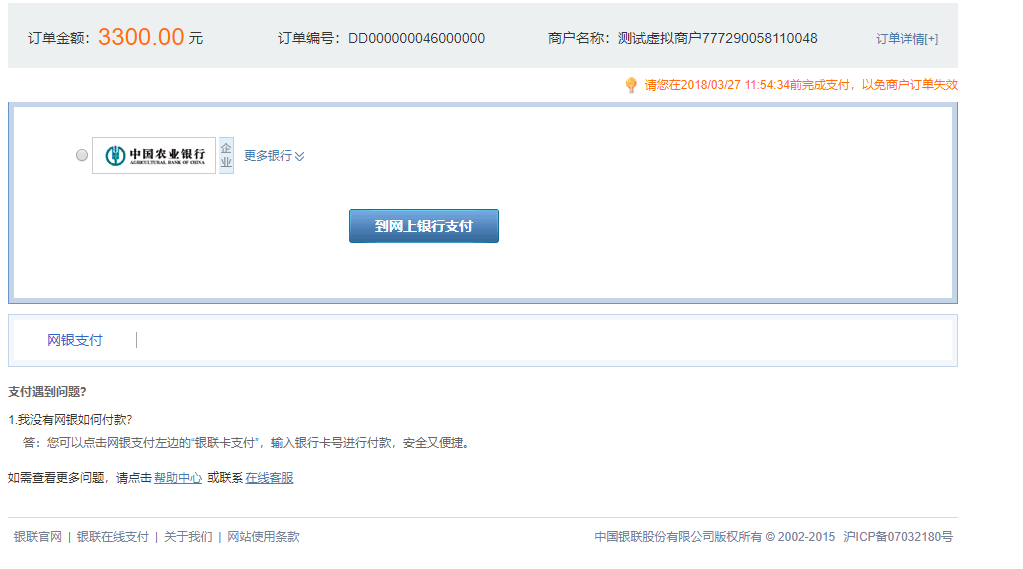 订单金额：3300.00 元 订单编号：DD000000046000000 商户名称：测试虚拟商户777290058110048 订单详情[+]
请您在2018/03/27 11:54:34前完成支付，以免商户订单失效
中国农业银行 企业 更多银行
AGRICULTURAL BANK OF CHINA
到网上银行支付
网银支付
支付遇到问题?
1.我没有网银如何付款?
答：您可以点击网银支付左边的“银联卡支付”，输入银行卡号进行付款，安全又便捷。
如需查看更多问题，请点击 帮助中心 或联系 在线客服
银联官网 | 银联在线支付 | 关于我们 | 网站使用条款 中国银联股份有限公司版权所有 © 2002-2015 沪ICP备07032180号